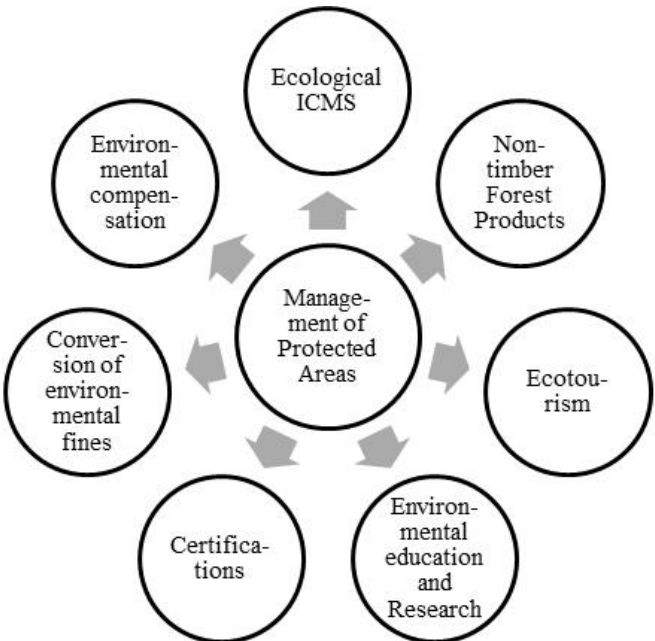 Ecological
ICMS
Non-
timber
Forest
Products
Ecotou-
rism
Environ-
mental
education
and
Research
Certifica-
tions
Conver-
sion of
environ-
mental
fines
Environ-
mental
compen-
sation
Manage-
ment of
Protected
Areas